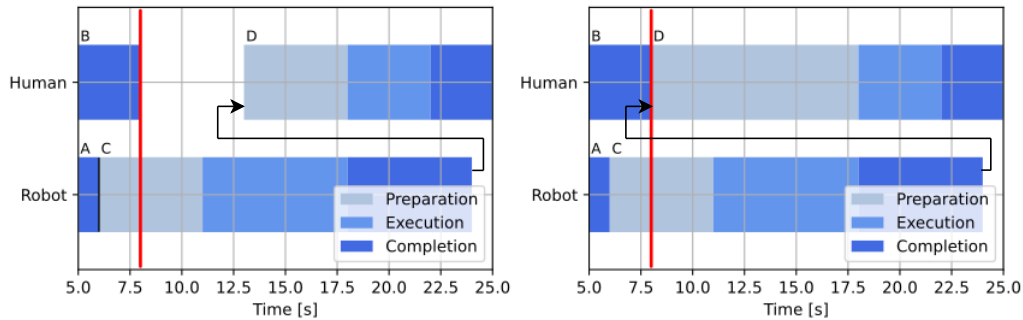 B
D
Human
A
C
Robot
Preparation
Execution
Completion
5.0 7.5 10.0 12.5 15.0 17.5 20.0 22.5 25.0
Time [s]
B
D
Human
A
C
Robot
Preparation
Execution
Completion
5.0 7.5 10.0 12.5 15.0 17.5 20.0 22.5 25.0
Time [s]